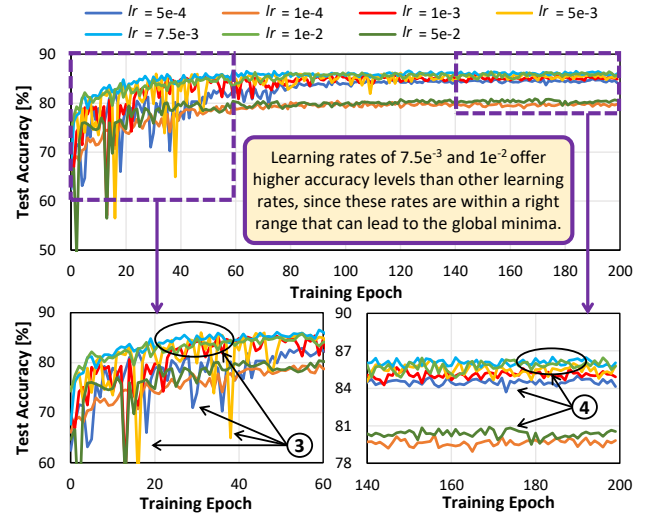 lr = 5e-4 lr = 1e-4 lr = 1e-3 lr = 5e-3
lr = 7.5e-3 lr = 1e-2 lr = 5e-2
Test Accuracy [%]
90
80
70
60
50
0 20 40 60 80 100 120 140 160 180 200
Training Epoch
Learning rates of 7.5e⁻³ and 1e⁻² offer
higher accuracy levels than other learning
rates, since these rates are within a right
range that can lead to the global minima.
Test Accuracy [%]
90
80
70
60
0 20 40 60
Training Epoch
3
90
87
84
81
78
140 160 180 200
Training Epoch
4